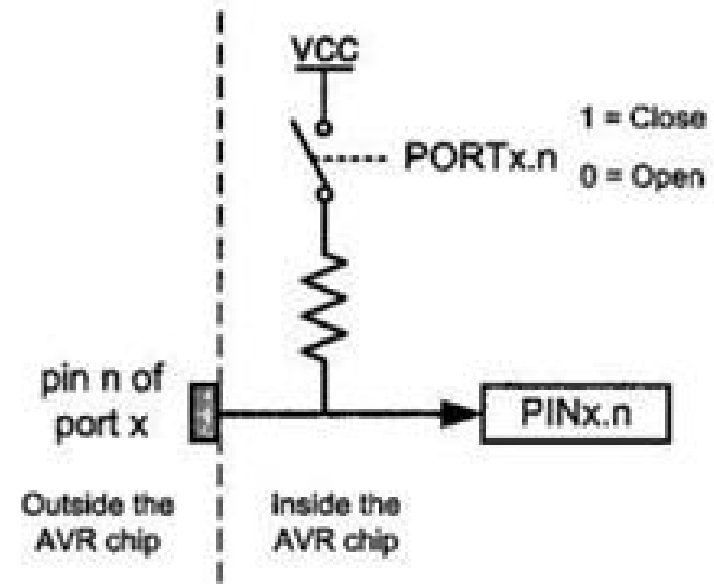 VCC
1 = Close
PORTx.n
0 = Open
pin n of
port x
PINx.n
Outside the
AVR chip
Inside the
AVR chip